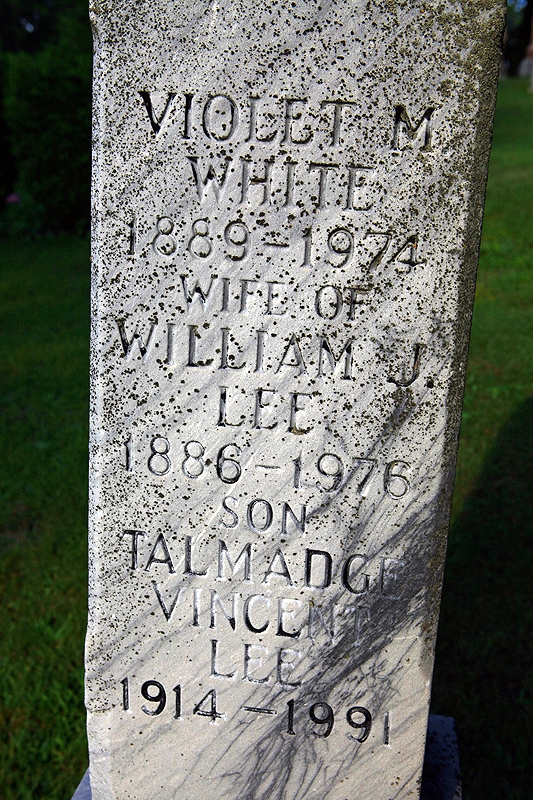 VIOLET M
WHITE
1889-1974
WIFE OF
WILLIAM J.
LEE
1886-1976
SON
TALMADGE
VINCENT
LEE
1914-1991